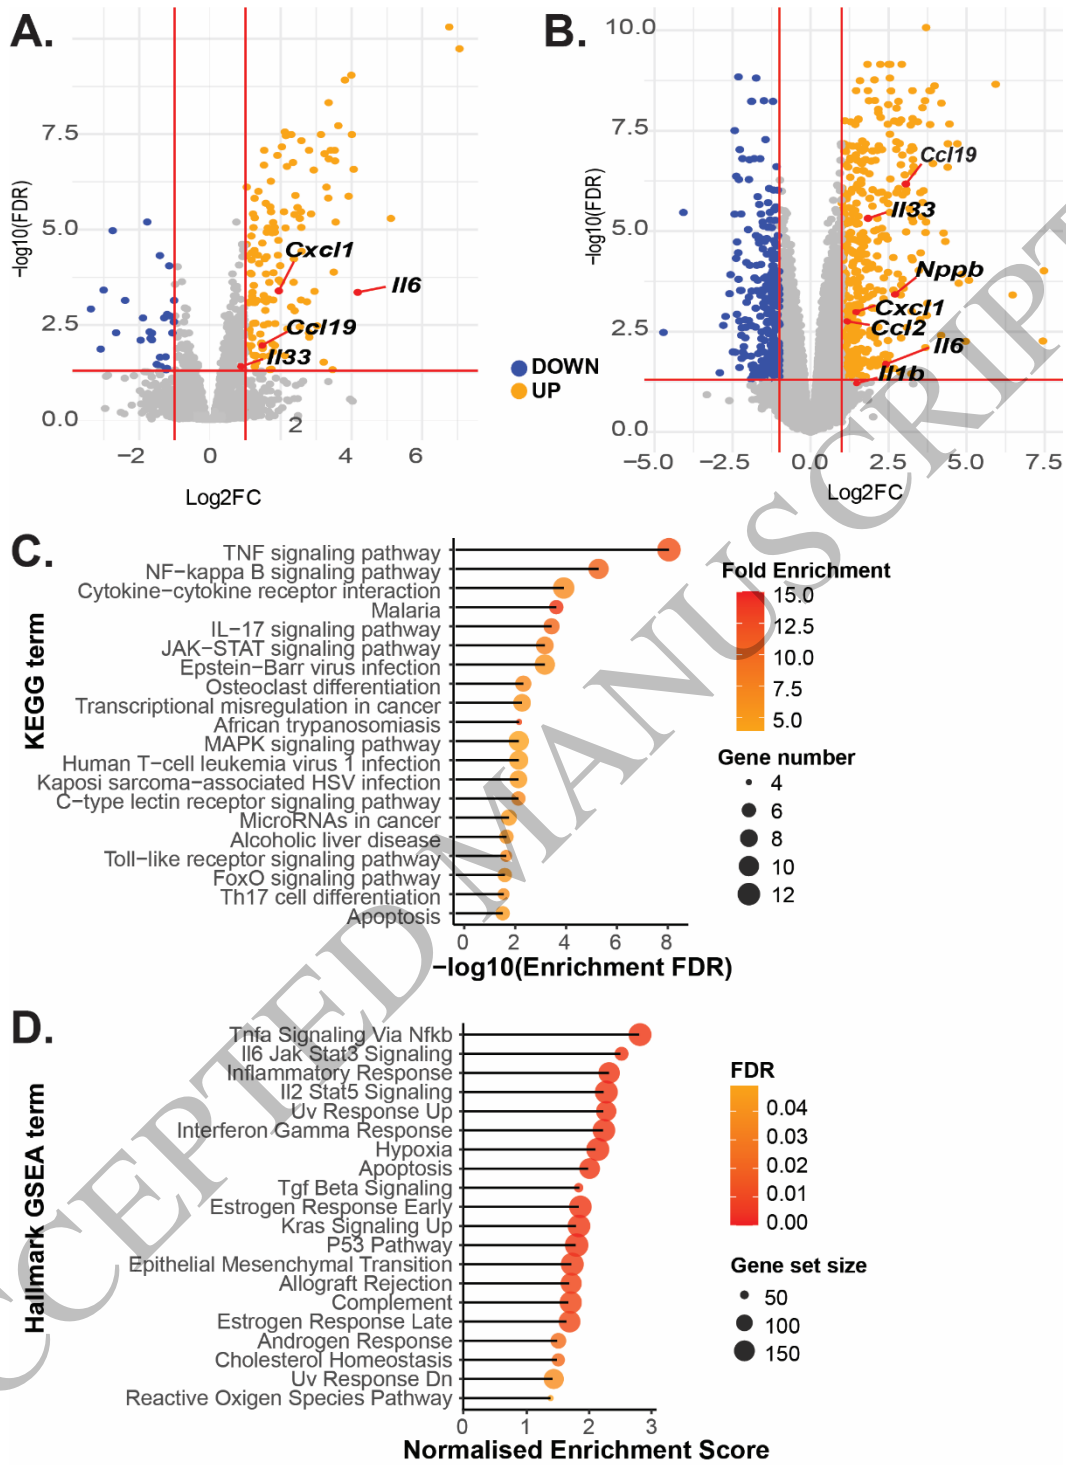 A.
−log10(FDR)
7.5
5.0
2.5
0.0
Cxcl1
Il6
Ccl19
Il33
2
−2
0
4
6
Log2FC
DOWN
UP
B.
−log10(FDR)
10.0
7.5
5.0
2.5
0.0
Ccl19
Il33
Nppb
Cxcl1
Ccl2
Il6
Il1b
−5.0
−2.5
0.0
2.5
5.0
7.5
Log2FC
C.
KEGG term
TNF signaling pathway
NF−kappa B signaling pathway
Cytokine−cytokine receptor interaction
Malaria
IL−17 signaling pathway
JAK−STAT signaling pathway
Epstein−Barr virus infection
Osteoclast differentiation
Transcriptional misregulation in cancer
African trypanosomiasis
MAPK signaling pathway
Human T−cell leukemia virus 1 infection
Kaposi sarcoma−associated HSV infection
C−type lectin receptor signaling pathway
MicroRNAs in cancer
Alcoholic liver disease
Toll−like receptor signaling pathway
FoxO signaling pathway
Th17 cell differentiation
Apoptosis
0 2 4 6 8
−log10(Enrichment FDR)
Fold Enrichment
15.0
12.5
10.0
7.5
5.0
Gene number
4
6
8
10
12
D.
Hallmark GSEA term
Tnfa Signaling Via Nfkb
Il6 Jak Stat3 Signaling
Inflammatory Response
Il2 Stat5 Signaling
Uv Response Up
Interferon Gamma Response
Hypoxia
Apoptosis
Tgf Beta Signaling
Estrogen Response Early
Kras Signaling Up
P53 Pathway
Epithelial Mesenchymal Transition
Allograft Rejection
Complement
Estrogen Response Late
Androgen Response
Cholesterol Homeostasis
Uv Response Dn
Reactive Oxigen Species Pathway
0 1 2 3
Normalised Enrichment Score
FDR
0.04
0.03
0.02
0.01
0.00
Gene set size
50
100
150
CCEPTED MANUSCRIPT